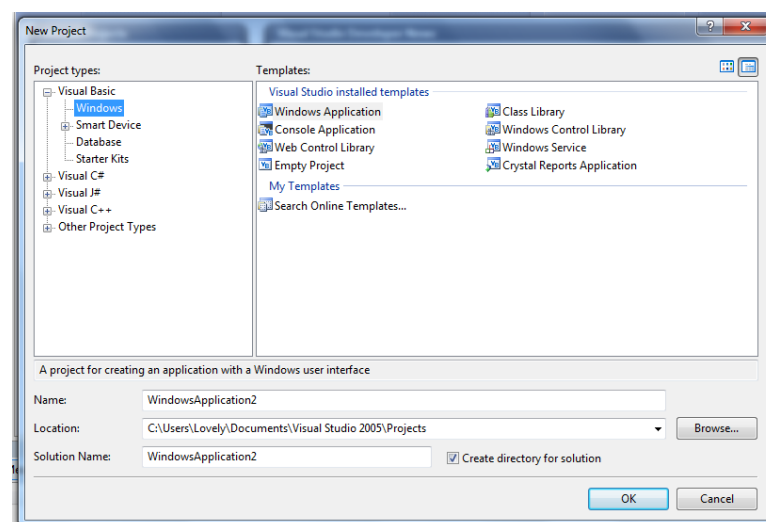 New Project
Project types:
Templates:
Visual Basic
Windows
Smart Device
Database
Starter Kits
Visual C#
Visual J#
Visual C++
Other Project Types
Visual Studio installed templates
Windows Application
Class Library
Console Application
Windows Control Library
Web Control Library
Windows Service
Empty Project
Crystal Reports Application
My Templates
Search Online Templates...
A project for creating an application with a Windows user interface
Name:
WindowsApplication2
Location:
C:\Users\Lovely\Documents\Visual Studio 2005\Projects
Browse...
Solution Name:
WindowsApplication2
Create directory for solution
OK
Cancel